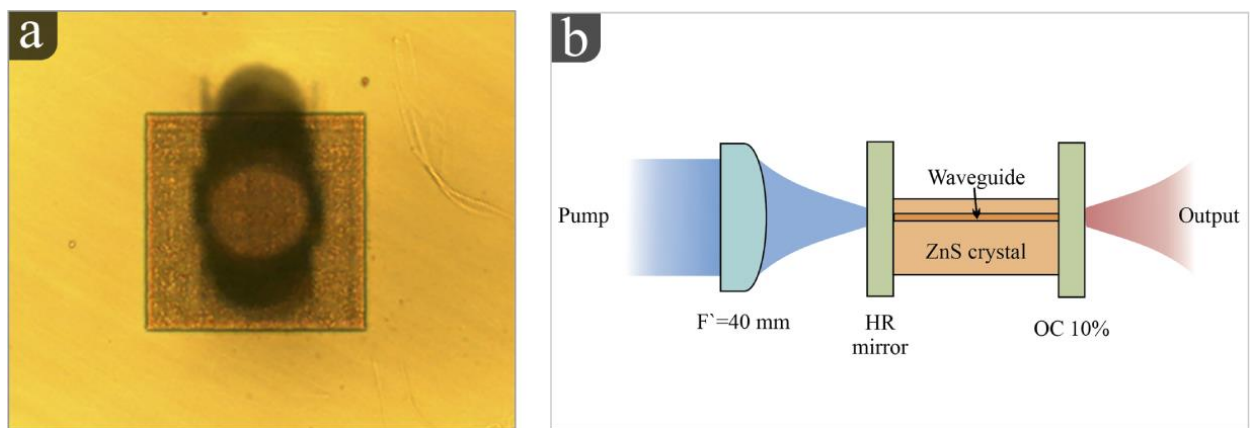 a
b
Pump
Waveguide
Output
ZnS crystal
F`=40 mm
HR
mirror
OC 10%